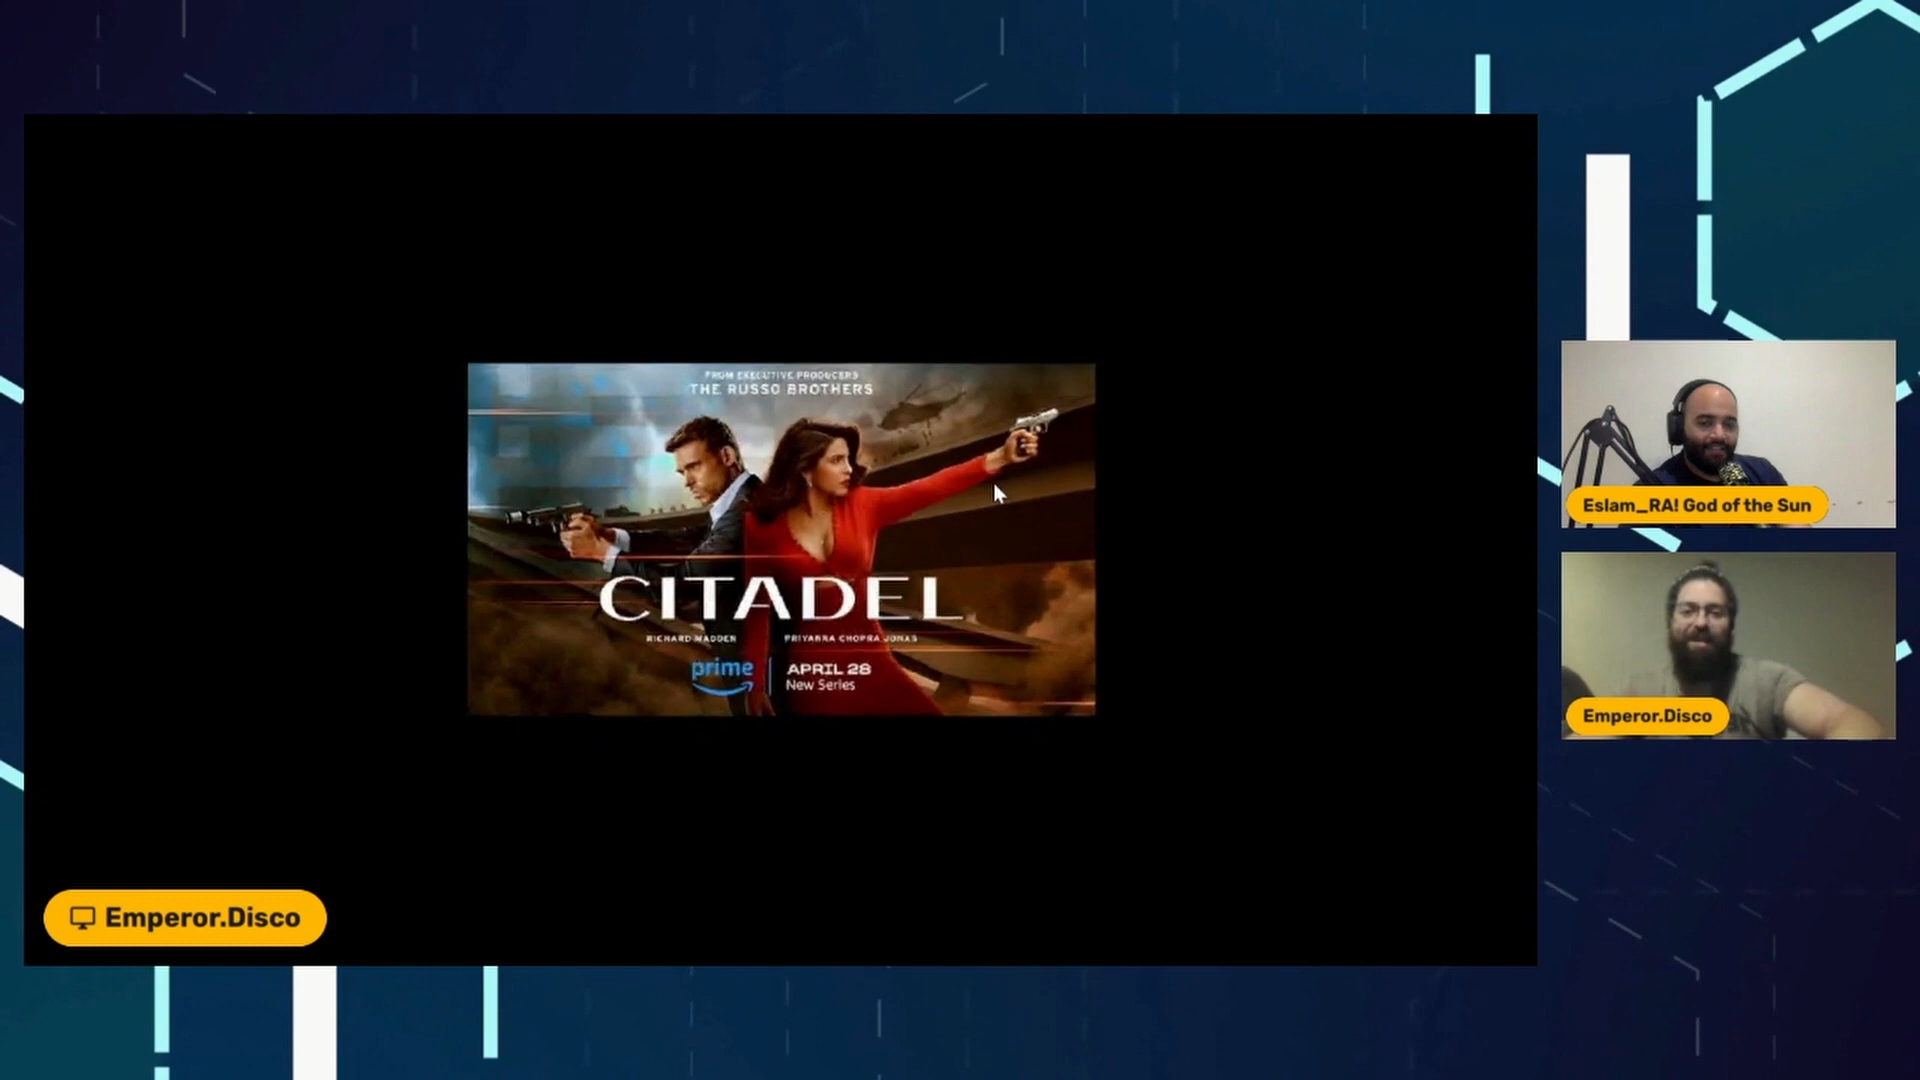 FROM EXECUTIVE PRODUCERS
THE RUSSO BROTHERS
CITADEL
RICHARD MADDEN PRIYANKA CHOPRA JONAS
prime
APRIL 28
New Series
Eslam_RA! God of the Sun
Emperor.Disco
Emperor.Disco